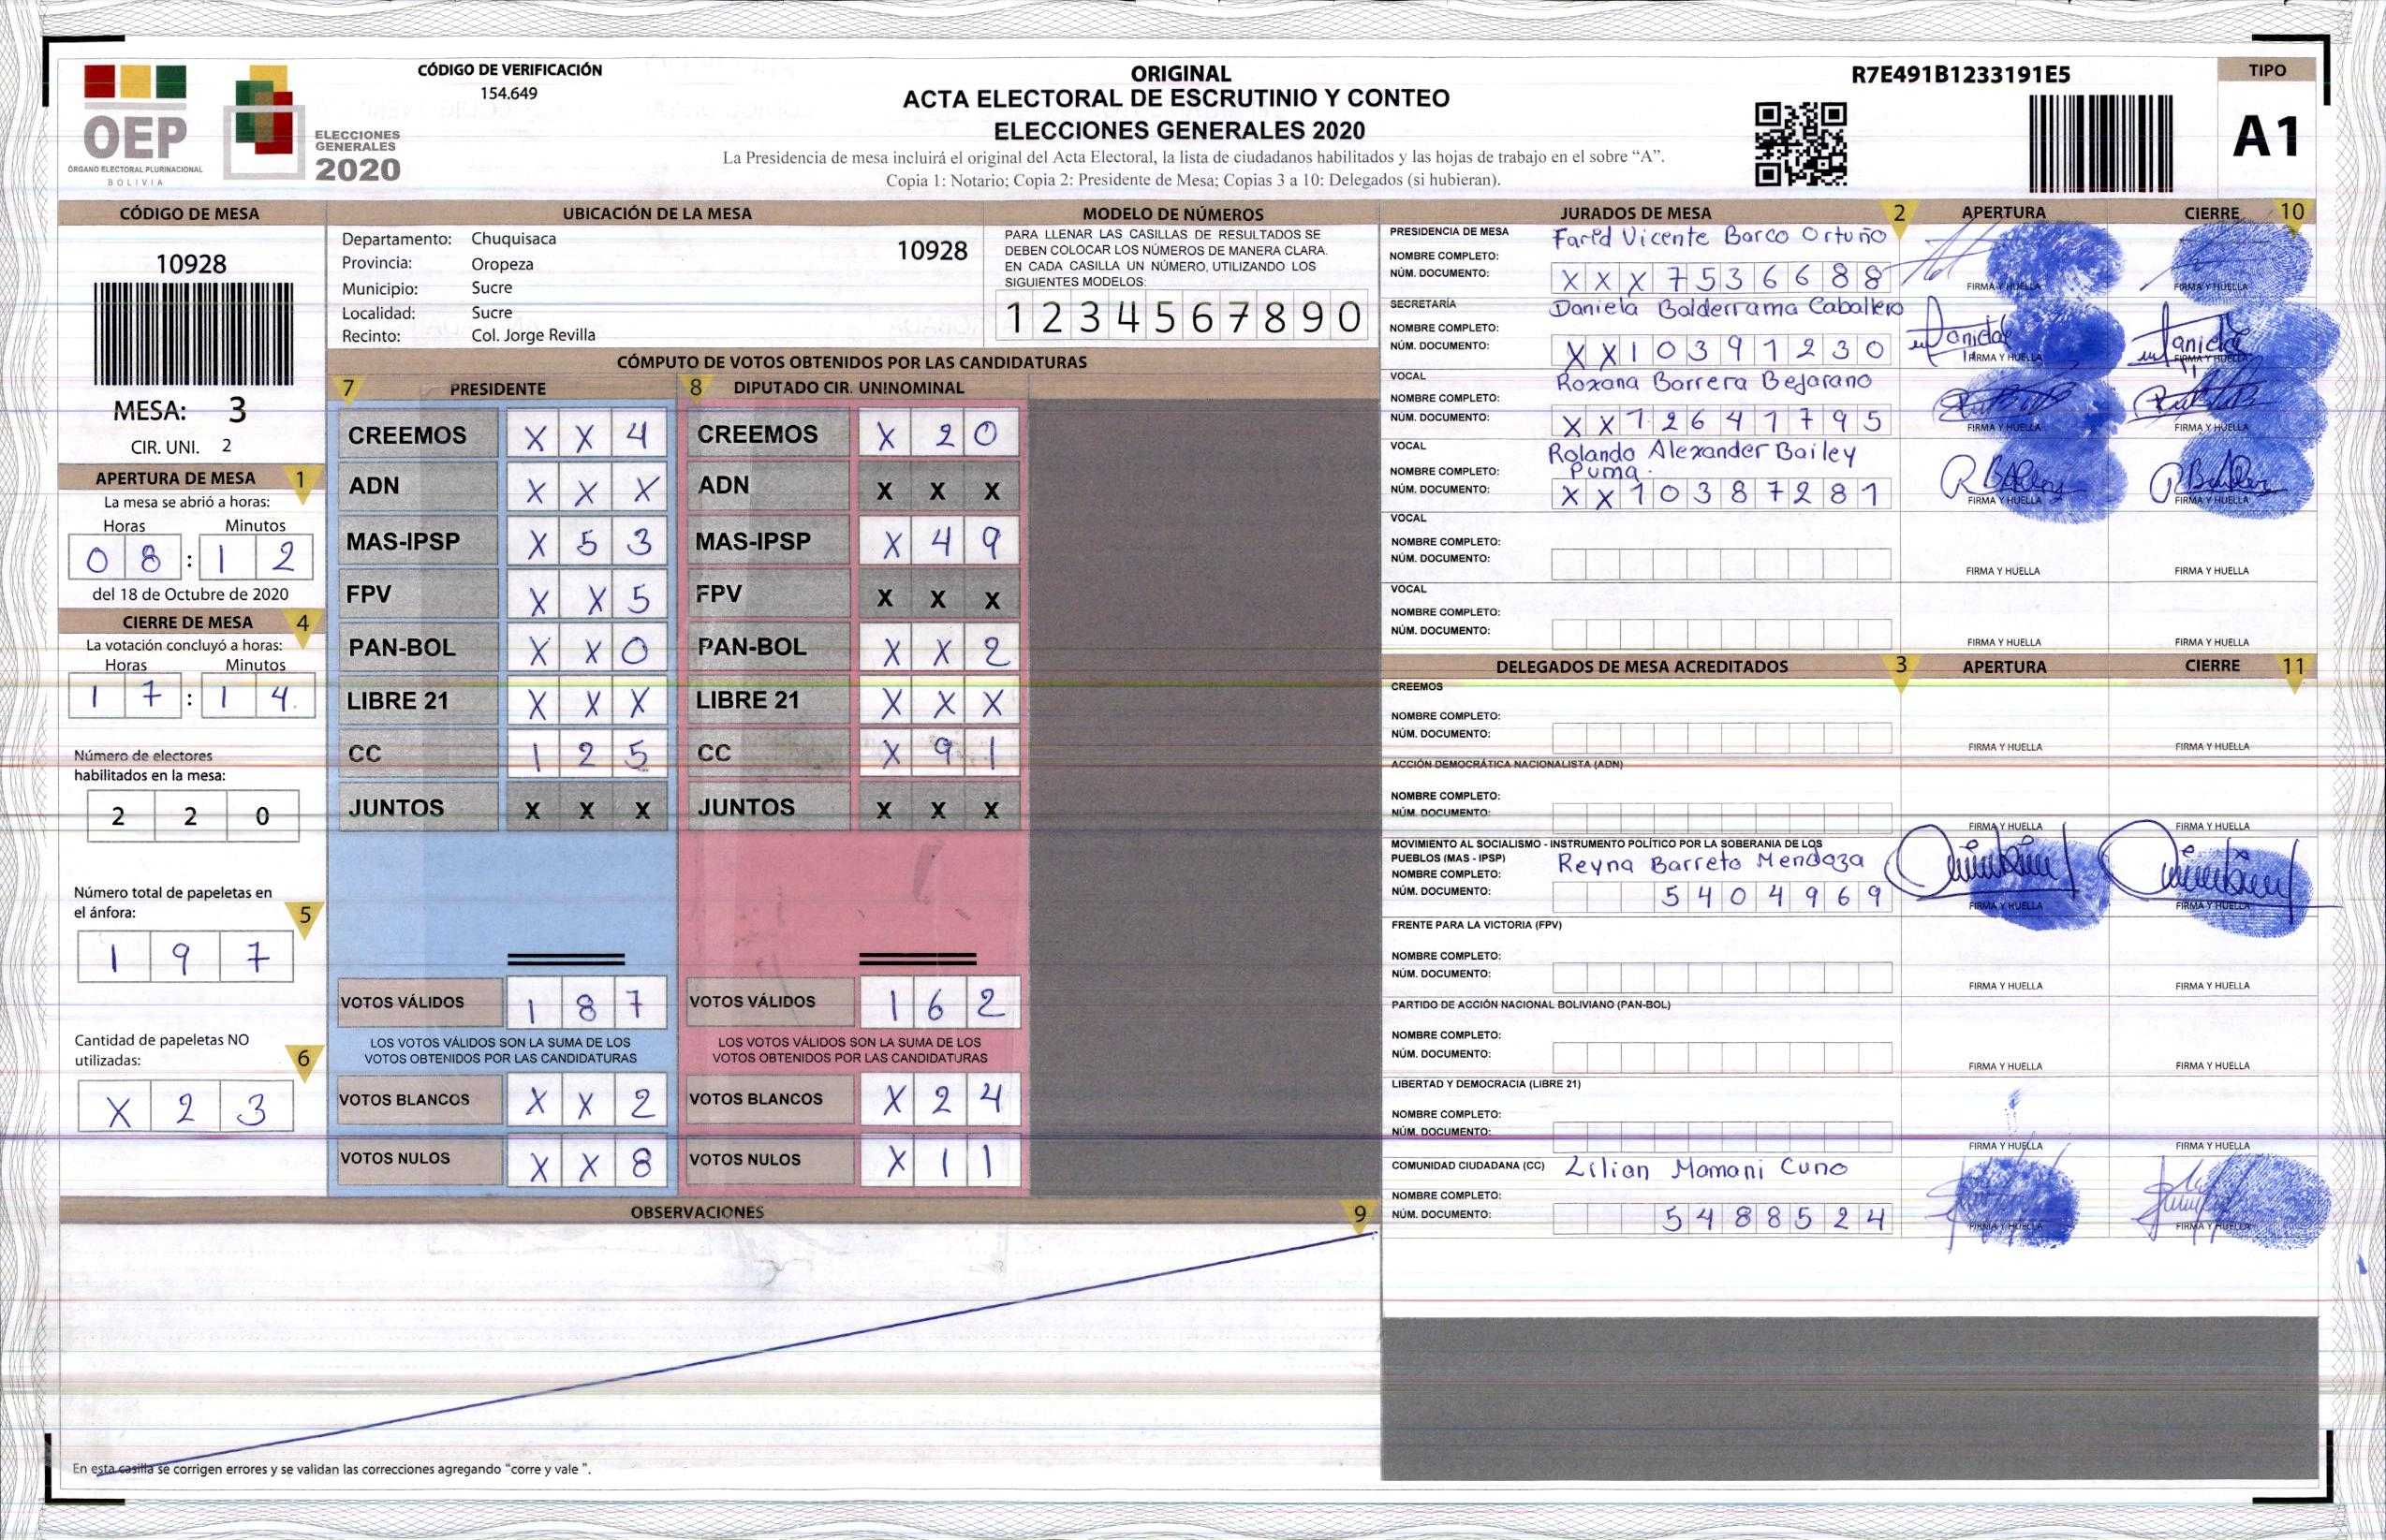 OEP
ÓRGANO ELECTORAL PLURINACIONAL
BOLIVIA
ELECCIONES
GENERALES
2020
CÓDIGO DE VERIFICACIÓN
154.649
ORIGINAL
ACTA ELECTORAL DE ESCRUTINIO Y CONTEO
ELECCIONES GENERALES 2020
La Presidencia de mesa incluirá el original del Acta Electoral, la lista de ciudadanos habilitados y las hojas de trabajo en el sobre “A”.
Copia 1: Notario; Copia 2: Presidente de Mesa; Copias 3 a 10: Delegados (si hubieran).
R7E491B1233191E5
TIPO
A1
CÓDIGO DE MESA
10928
MESA: 3
CIR. UNI. 2
APERTURA DE MESA 1
La mesa se abrió a horas:
Horas Minutos
0 8 : 1 2
del 18 de Octubre de 2020
CIERRE DE MESA 4
La votación concluyó a horas:
Horas Minutos
1 7 : 1 4
Número de electores
habilitados en la mesa:
2 2 0
Número total de papeletas en
el ánfora: 5
1 9 7
Cantidad de papeletas NO
utilizadas: 6
X 2 3
UBICACIÓN DE LA MESA
Departamento: Chuquisaca 10928
Provincia: Oropeza
Municipio: Sucre
Localidad: Sucre
Recinto: Col. Jorge Revilla
MODELO DE NÚMEROS
PARA LLENAR LAS CASILLAS DE RESULTADOS SE
DEBEN COLOCAR LOS NÚMEROS DE MANERA CLARA.
EN CADA CASILLA UN NÚMERO, UTILIZANDO LOS
SIGUIENTES MODELOS:
1 2 3 4 5 6 7 8 9 0
CÓMPUTO DE VOTOS OBTENIDOS POR LAS CANDIDATURAS
7 PRESIDENTE 8 DIPUTADO CIR. UNINOMINAL
CREEMOS X X 4 CREEMOS X 2 0
ADN X X X ADN X X X
MAS-IPSP X 5 3 MAS-IPSP X 4 9
FPV X X 5 FPV X X X
PAN-BOL X X 0 PAN-BOL X X 2
LIBRE 21 X X X LIBRE 21 X X X
CC 1 2 5 CC X 9 1
JUNTOS X X X JUNTOS X X X
VOTOS VÁLIDOS 1 8 7 VOTOS VÁLIDOS 1 6 2
LOS VOTOS VÁLIDOS SON LA SUMA DE LOS LOS VOTOS VÁLIDOS SON LA SUMA DE LOS
VOTOS OBTENIDOS POR LAS CANDIDATURAS VOTOS OBTENIDOS POR LAS CANDIDATURAS
VOTOS BLANCOS X X 2 VOTOS BLANCOS X 2 4
VOTOS NULOS X X 8 VOTOS NULOS X 1 1
OBSERVACIONES 9
En esta casilla se corrigen errores y se validan las correcciones agregando “corre y vale ”.
JURADOS DE MESA 2 APERTURA CIERRE 10
PRESIDENCIA DE MESA Farid Vicente Barco Ortuño
NOMBRE COMPLETO:
NÚM. DOCUMENTO: X X X 7 5 3 6 6 8 8 FIRMA Y HUELLA FIRMA Y HUELLA
SECRETARÍA Daniela Balderrama Caballero
NOMBRE COMPLETO:
NÚM. DOCUMENTO: X X 1 0 3 9 1 2 3 0 FIRMA Y HUELLA FIRMA Y HUELLA
VOCAL Roxana Barrera Bejarano
NOMBRE COMPLETO:
NÚM. DOCUMENTO: X X 1 2 6 4 1 7 9 5 FIRMA Y HUELLA FIRMA Y HUELLA
VOCAL Rolando Alexander Bailey
NOMBRE COMPLETO: Puma
NÚM. DOCUMENTO: X X 1 0 3 8 7 2 8 1 FIRMA Y HUELLA FIRMA Y HUELLA
VOCAL
NOMBRE COMPLETO:
NÚM. DOCUMENTO: FIRMA Y HUELLA FIRMA Y HUELLA
VOCAL
NOMBRE COMPLETO:
NÚM. DOCUMENTO: FIRMA Y HUELLA FIRMA Y HUELLA
DELEGADOS DE MESA ACREDITADOS 3 APERTURA CIERRE 11
CREEMOS
NOMBRE COMPLETO:
NÚM. DOCUMENTO: FIRMA Y HUELLA FIRMA Y HUELLA
ACCIÓN DEMOCRÁTICA NACIONALISTA (ADN)
NOMBRE COMPLETO:
NÚM. DOCUMENTO: FIRMA Y HUELLA FIRMA Y HUELLA
MOVIMIENTO AL SOCIALISMO - INSTRUMENTO POLÍTICO POR LA SOBERANIA DE LOS
PUEBLOS (MAS - IPSP) Reyna Barreto Mendoza
NOMBRE COMPLETO:
NÚM. DOCUMENTO: 5 4 0 4 9 6 9 FIRMA Y HUELLA FIRMA Y HUELLA
FRENTE PARA LA VICTORIA (FPV)
NOMBRE COMPLETO:
NÚM. DOCUMENTO: FIRMA Y HUELLA FIRMA Y HUELLA
PARTIDO DE ACCIÓN NACIONAL BOLIVIANO (PAN-BOL)
NOMBRE COMPLETO:
NÚM. DOCUMENTO: FIRMA Y HUELLA FIRMA Y HUELLA
LIBERTAD Y DEMOCRACIA (LIBRE 21)
NOMBRE COMPLETO:
NÚM. DOCUMENTO: FIRMA Y HUELLA FIRMA Y HUELLA
COMUNIDAD CIUDADANA (CC) Lilian Mamani Cuno
NOMBRE COMPLETO:
NÚM. DOCUMENTO: 5 4 8 8 5 2 4 FIRMA Y HUELLA FIRMA Y HUELLA